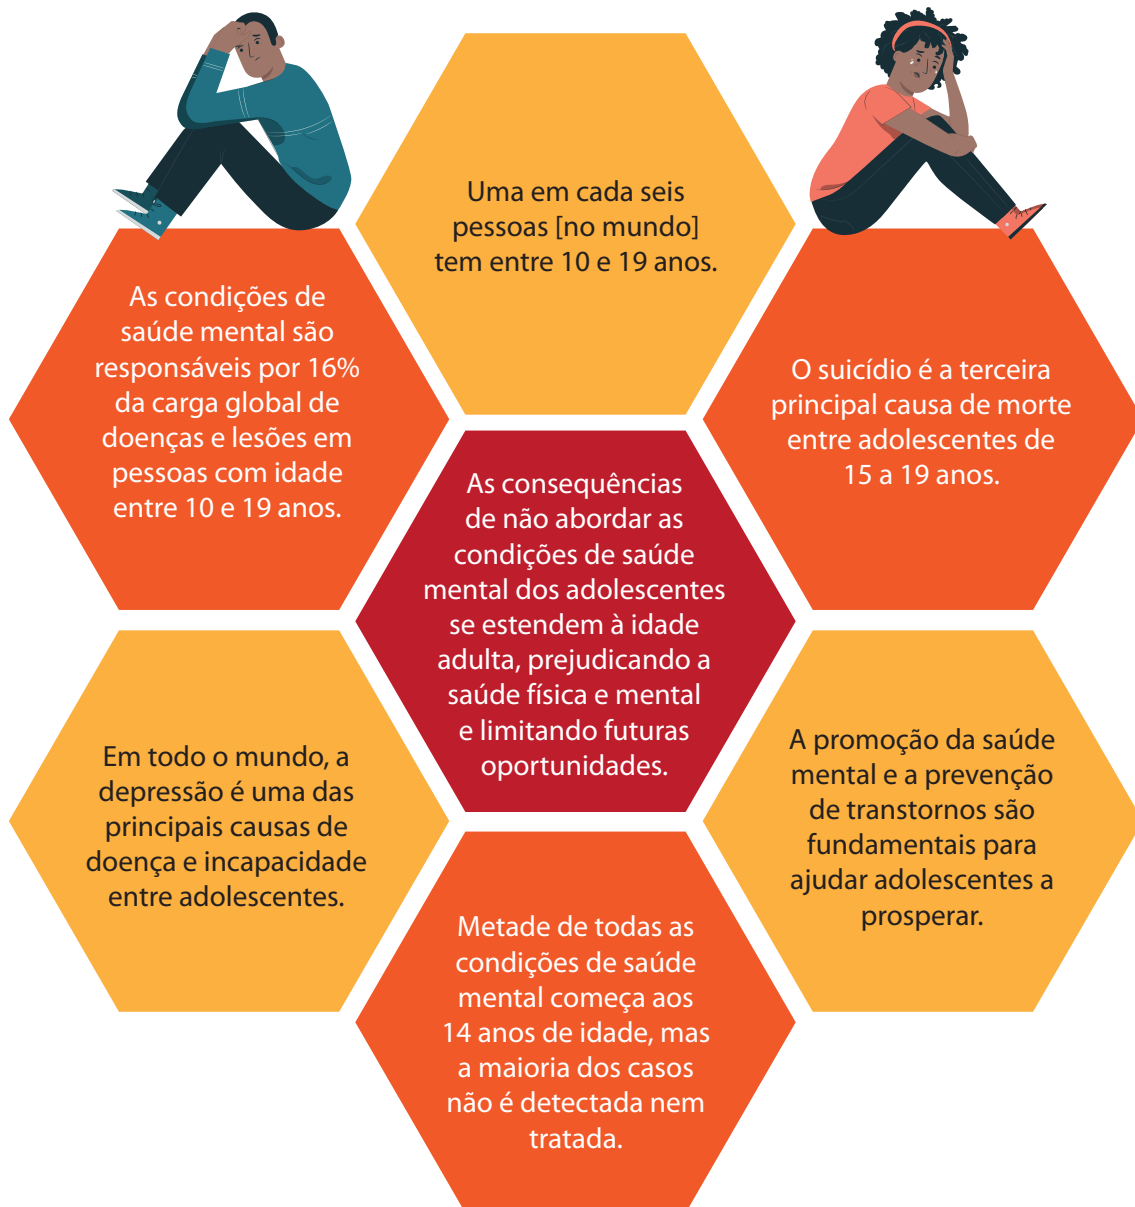 Uma em cada seis
pessoas [no mundo]
tem entre 10 e 19 anos.
As condições de
saúde mental são
responsáveis por 16%
da carga global de
doenças e lesões em
pessoas com idade
entre 10 e 19 anos.
O suicídio é a terceira
principal causa de morte
entre adolescentes de
15 a 19 anos.
As consequências
de não abordar as
condições de saúde
mental dos adolescentes
se estendem à idade
adulta, prejudicando a
saúde física e mental
e limitando futuras
oportunidades.
Em todo o mundo, a
depressão é uma das
principais causas de
doença e incapacidade
entre adolescentes.
A promoção da saúde
mental e a prevenção
de transtornos são
fundamentais para
ajudar adolescentes a
prosperar.
Metade de todas as
condições de saúde
mental começa aos
14 anos de idade, mas
a maioria dos casos
não é detectada nem
tratada.